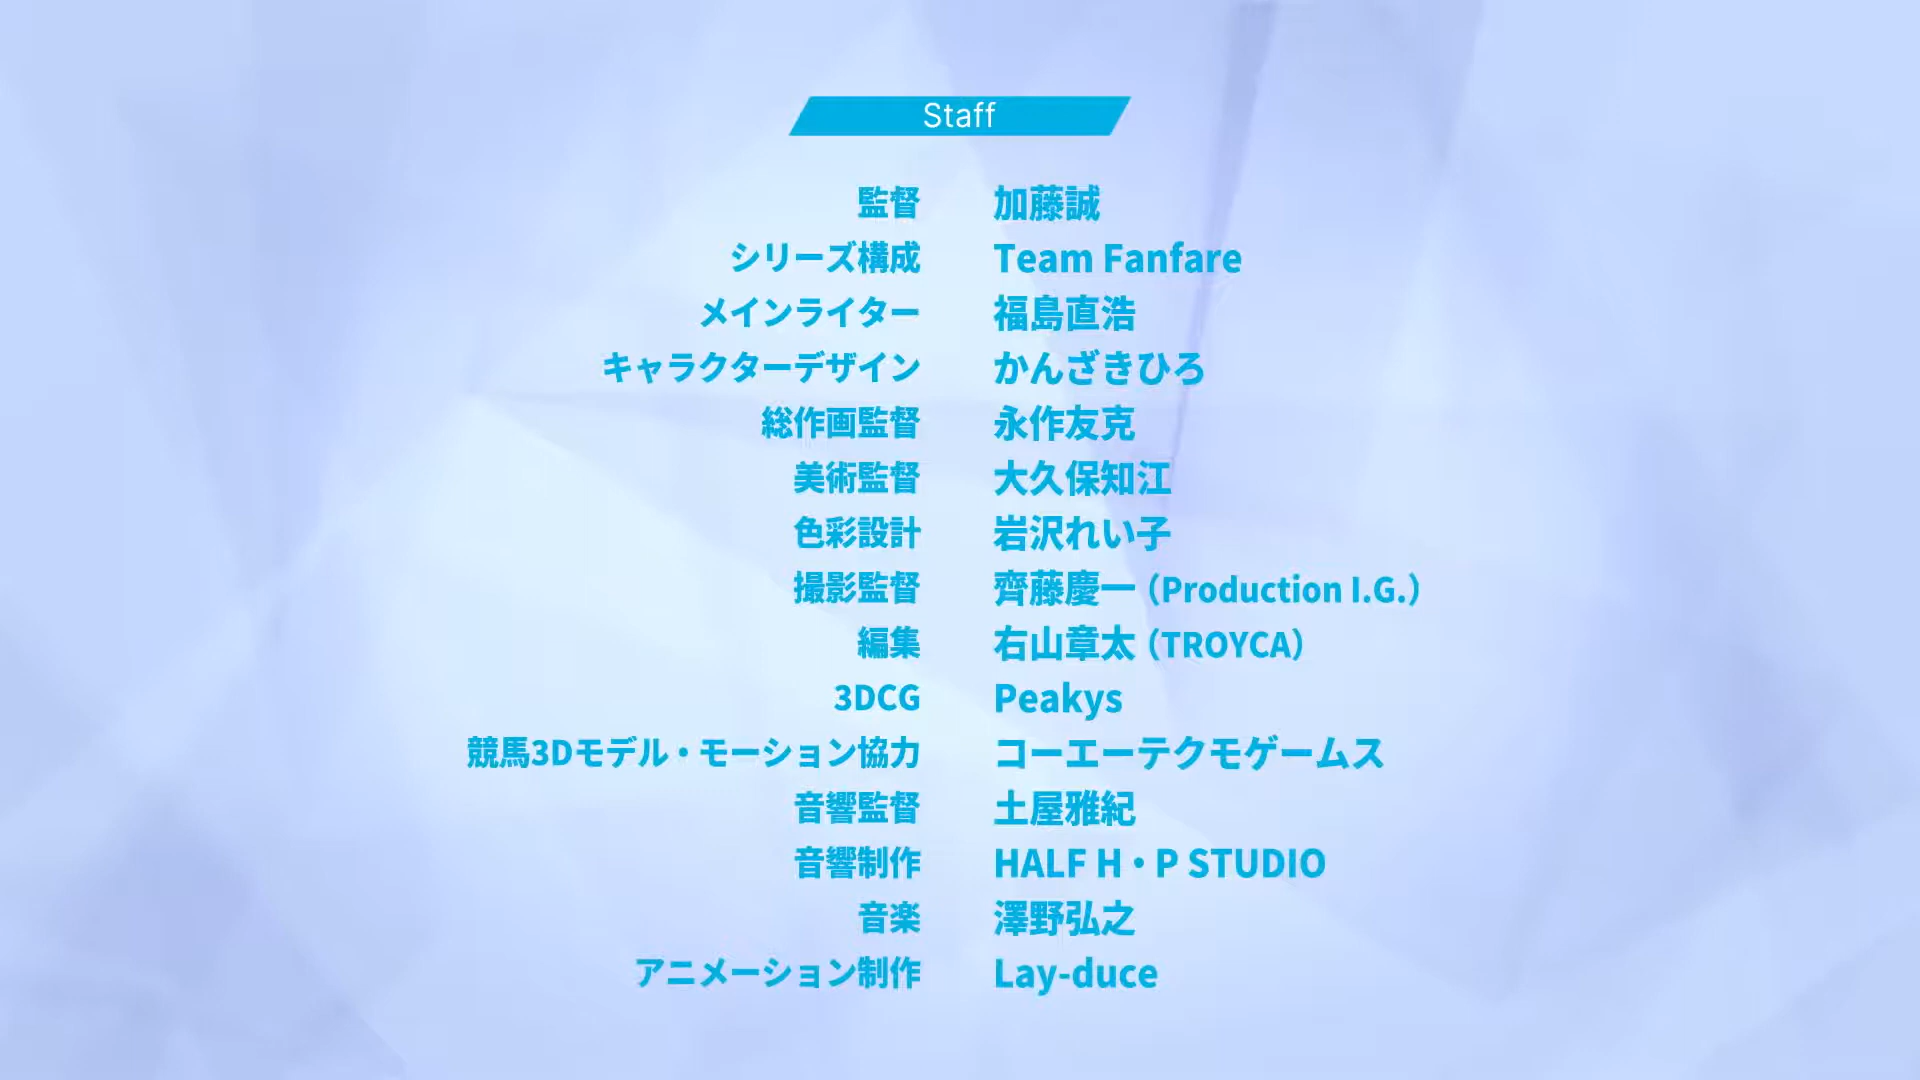 Staff
監督 加藤誠
シリーズ構成 Team Fanfare
メインライター 福島直浩
キャラクターデザイン かんざきひろ
総作画監督 永作友克
美術監督 大久保知江
色彩設計 岩沢れい子
撮影監督 齊藤慶一（Production I.G.）
編集 右山章太（TROYCA）
3DCG Peakys
競馬3Dモデル・モーション協力 コーエーテクモゲームス
音響監督 土屋雅紀
音響制作 HALF H・P STUDIO
音楽 澤野弘之
アニメーション制作 Lay-duce